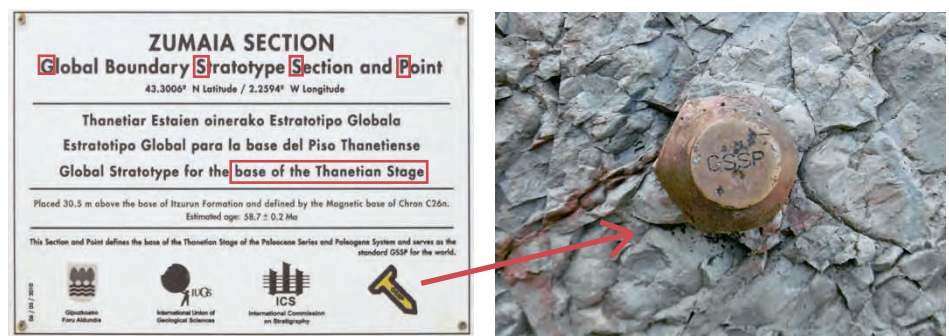 ZUMAIA SECTION
Global Boundary Stratotype Section and Point
43.3006º N Latitude / 2.2594º W Longitude
Thanetiar Estaien oinerako Estratotipo Globala
Estratotipo Global para la base del Piso Thanetiense
Global Stratotype for the base of the Thanetian Stage
Placed 30.5 m above the base of Itzurun Formation and defined by the Magnetic base of Chron C26n.
Estimated age: 58.7 ± 0.2 Ma
This Section and Point defines the base of the Thanetian Stage of the Paleocene Series and Paleogene System and serves as the
standard GSSP for the world.
Gipuzkoako
Foru Aldundia
IUGS
International Union of
Geological Sciences
ICS
International Commission
on Stratigraphy
GSSP
GSSP